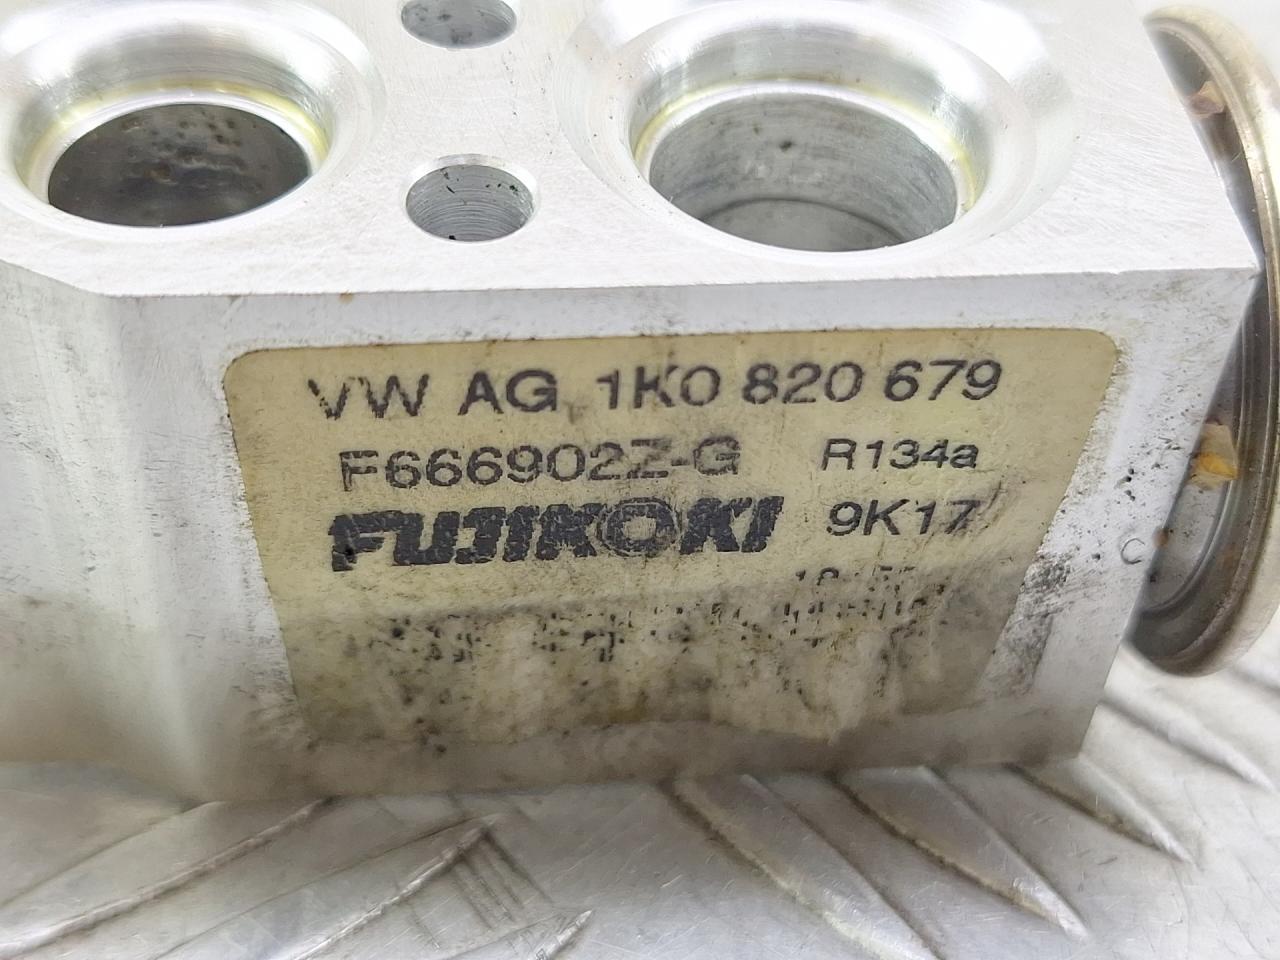 VW AG 1K0 820 679
F666902Z-G R134a
FUJIKOKI 9K17